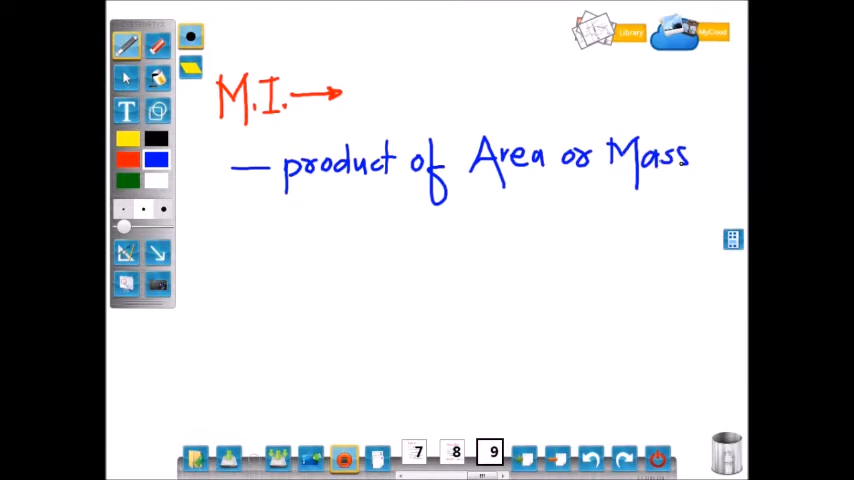 Library
MyCloud
M.I. →
— product of Area or Mass
T
7 8 9